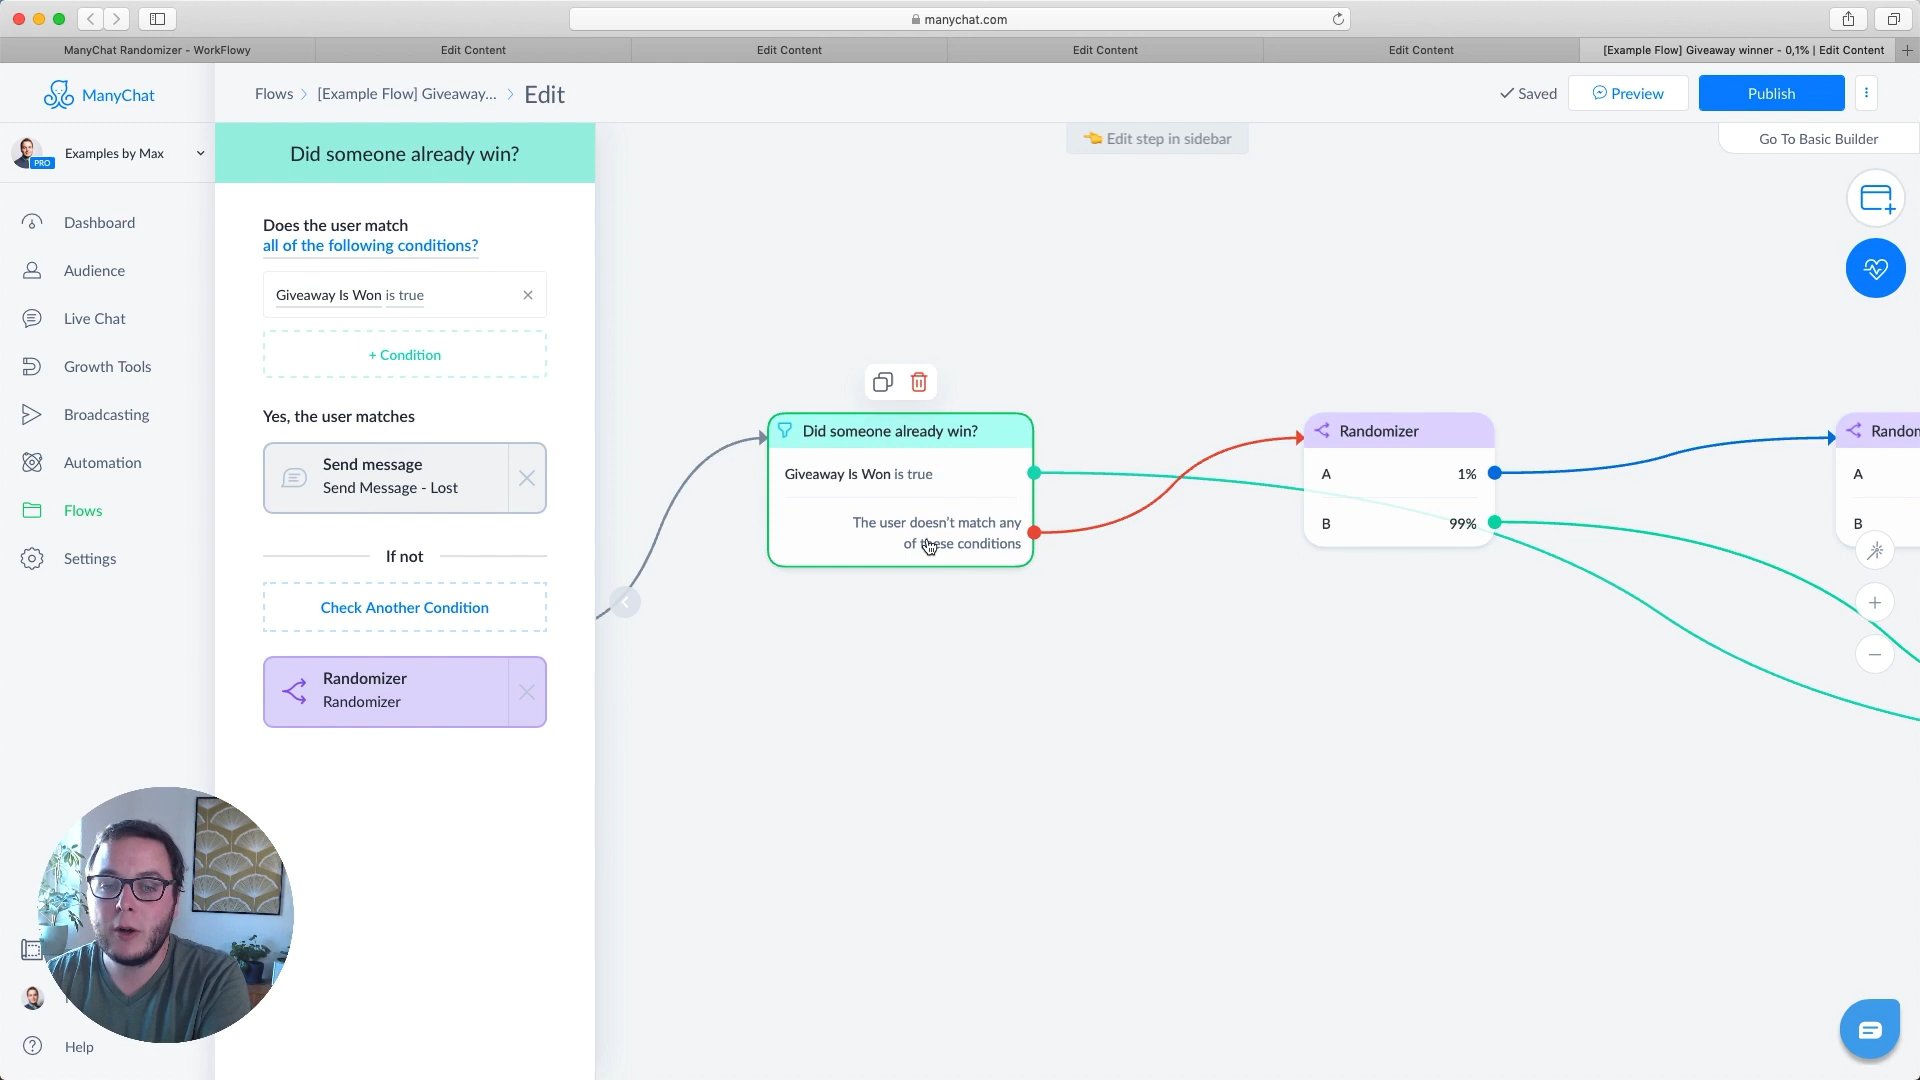 manychat.com
ManyChat Randomizer - WorkFlowy
Edit Content
Edit Content
Edit Content
Edit Content
[Example Flow] Giveaway winner - 0,1% | Edit Content
ManyChat
Flows
[Example Flow] Giveaway...
Edit
Saved
Preview
Publish
Examples by Max
PRO
Did someone already win?
Edit step in sidebar
Go To Basic Builder
Dashboard
Audience
Live Chat
Growth Tools
Broadcasting
Automation
Flows
Settings
Help
Does the user match
all of the following conditions?
Giveaway Is Won is true
+ Condition
Yes, the user matches
Send message
Send Message - Lost
If not
Check Another Condition
Randomizer
Randomizer
Did someone already win?
Giveaway Is Won is true
The user doesn't match any
of these conditions
Randomizer
A 1%
B 99%
Random
A
B